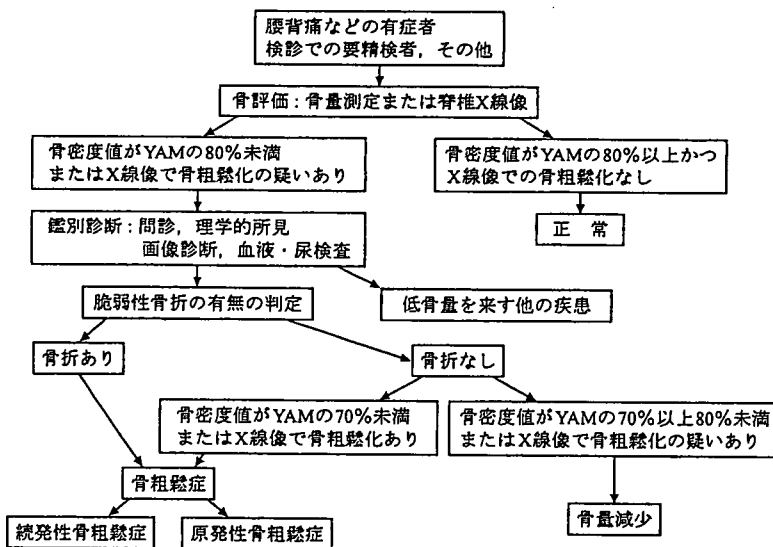 腰背痛などの有症者
検診での要精検者，その他
骨評価：骨量測定または脊椎X線像
骨密度値がYAMの80%未満
またはX線像で骨粗鬆化の疑いあり
骨密度値がYAMの80%以上かつ
X線像での骨粗鬆化なし
正　常
鑑別診断：問診，理学的所見
画像診断，血液・尿検査
脆弱性骨折の有無の判定
低骨量を来す他の疾患
骨折あり
骨折なし
骨密度値がYAMの70%未満
またはX線像で骨粗鬆化あり
骨密度値がYAMの70%以上80%未満
またはX線像で骨粗鬆化の疑いあり
骨粗鬆症
骨量減少
続発性骨粗鬆症
原発性骨粗鬆症